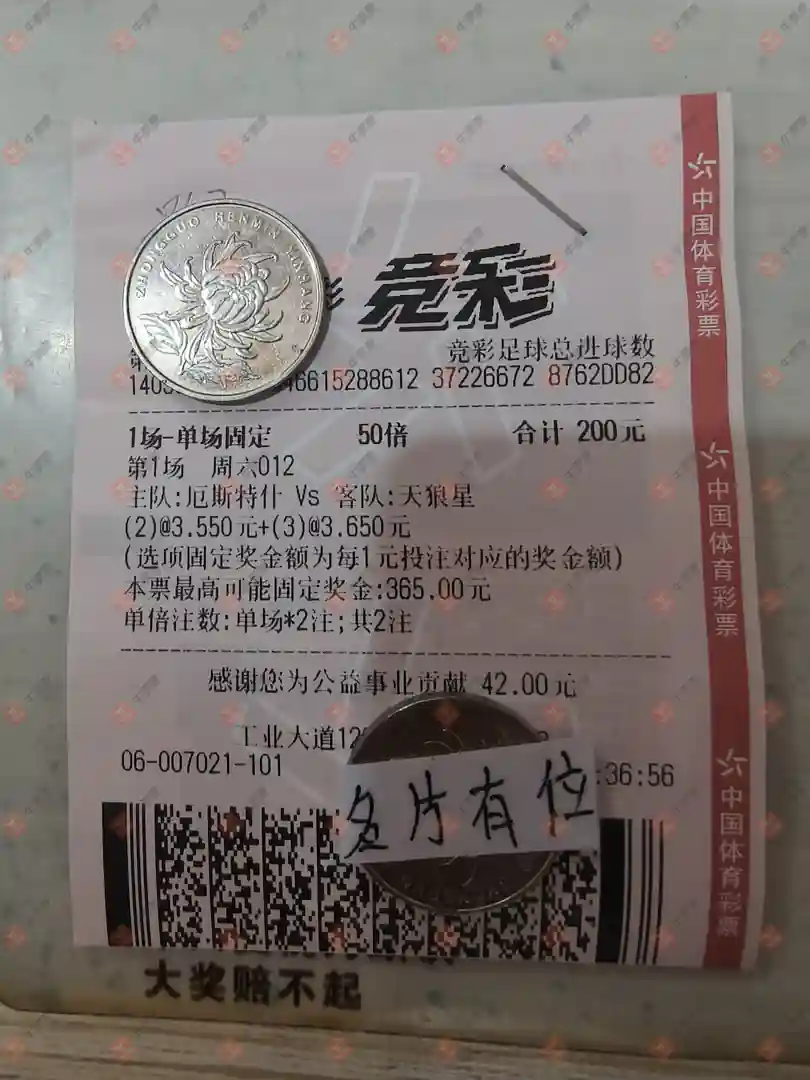 ZHONGGUO RENMIN YINHANG
彩 竞彩
竞彩足球总进球数
6615288612 37226672 8762DD82
1场-单场固定 50倍 合计 200元
第1场 周六012
主队:厄斯特什 Vs 客队:天狼星
(2)@3.550元+(3)@3.650元
(选项固定奖金额为每1元投注对应的奖金额)
本票最高可能固定奖金:365.00元
单倍注数:单场*2注;共2注
感谢您为公益事业贡献 42.00元
工业大道12
06-007021-101 :36:56
名片有位
大奖赔不起
中国体育彩票
中国体育彩票
中国体育彩票